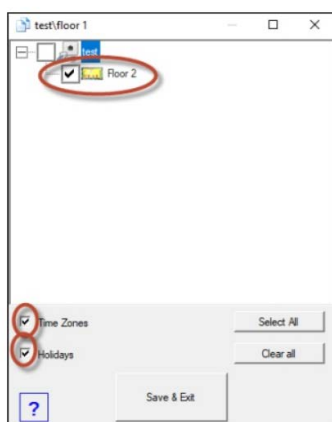 test\floor 1
test
Floor 2
Time Zones
Select All
Holidays
Clear all
?
Save & Exit